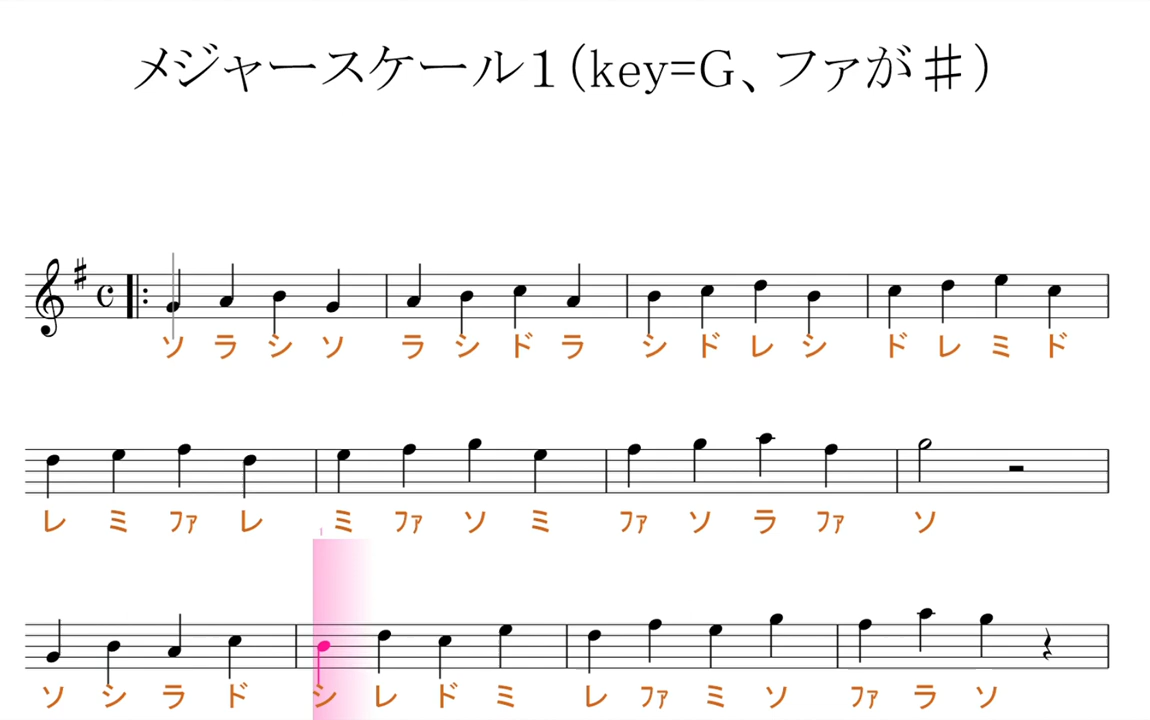 メジャースケール１（key=G、ファが♯）
ソ ラ シ ソ ラ シ ド ラ シ ド レ シ ド レ ミ ド
レ ミ ファ レ ミ ファ ソ ミ ファ ソ ラ ファ ソ
ソ シ ラ ド シ レ ド ミ レ ファ ミ ソ ファ ラ ソ